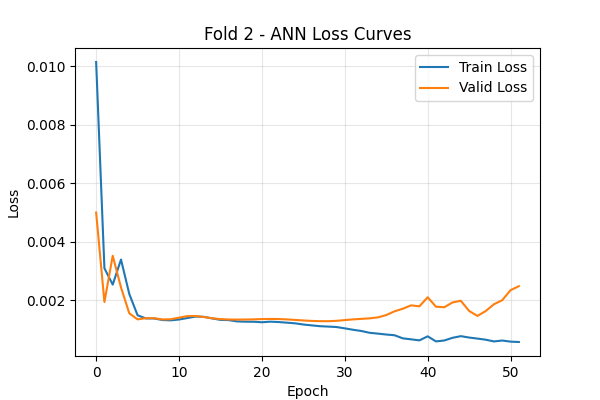 Fold 2 - ANN Loss Curves
Train Loss
Valid Loss
0.010
0.008
0.006
0.004
0.002
Loss
0 10 20 30 40 50
Epoch